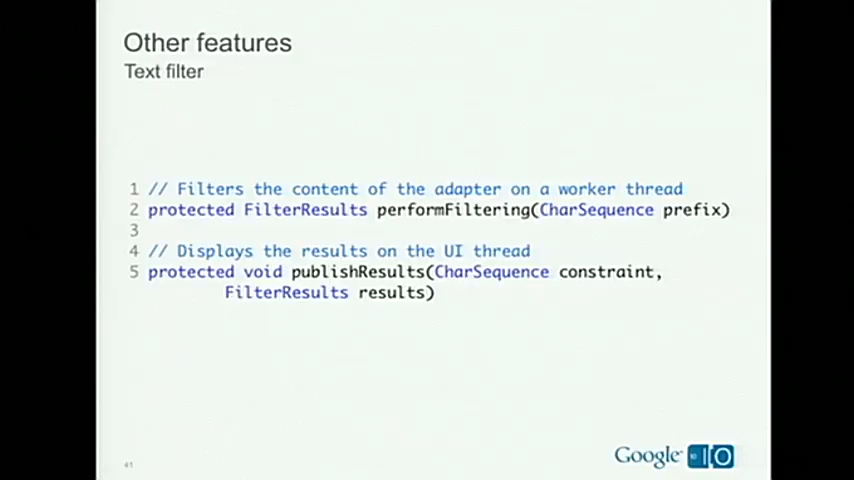 Other features
Text filter
1 // Filters the content of the adapter on a worker thread
2 protected FilterResults performFiltering(CharSequence prefix)
3
4 // Displays the results on the UI thread
5 protected void publishResults(CharSequence constraint,
FilterResults results)
41
Google 10 IO